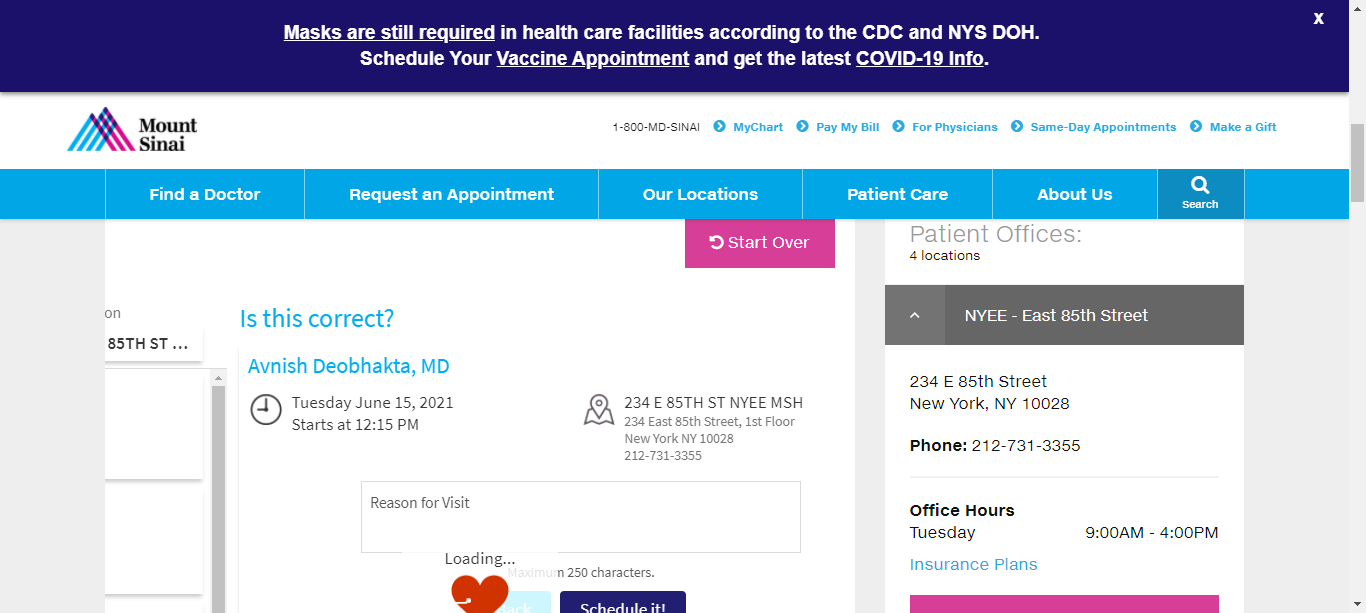 Masks are still required in health care facilities according to the CDC and NYS DOH.
Schedule Your Vaccine Appointment and get the latest COVID-19 Info.
X
Mount
Sinai
1-800-MD-SINAI MyChart Pay My Bill For Physicians Same-Day Appointments Make a Gift
Find a Doctor Request an Appointment Our Locations Patient Care About Us Search
Start Over
on
85TH ST ...
Is this correct?
Avnish Deobhakta, MD
Tuesday June 15, 2021
Starts at 12:15 PM
234 E 85TH ST NYEE MSH
234 East 85th Street, 1st Floor
New York NY 10028
212-731-3355
Reason for Visit
Loading...
Maximum 250 characters.
Back Schedule it!
Patient Offices:
4 locations
NYEE - East 85th Street
234 E 85th Street
New York, NY 10028
Phone: 212-731-3355
Office Hours
Tuesday 9:00AM - 4:00PM
Insurance Plans